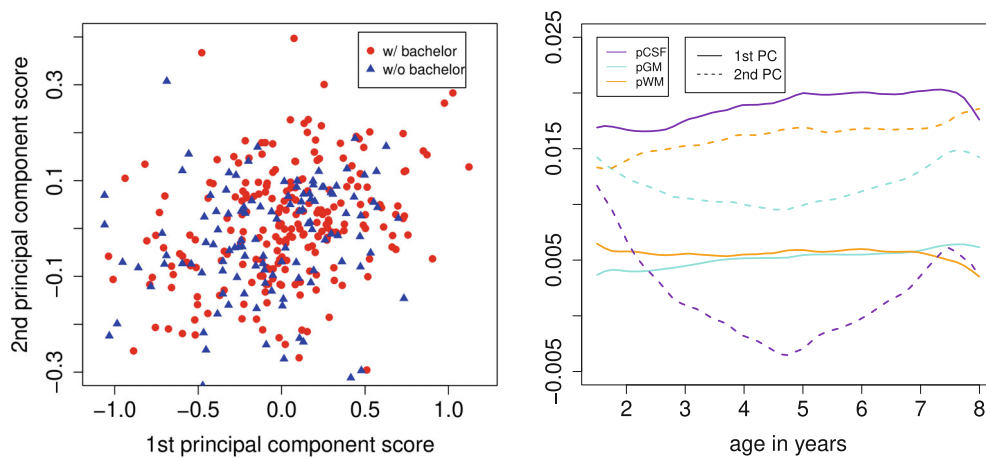 w/ bachelor
w/o bachelor
0.3
0.1
−0.1
−0.3
2nd principal component score
−1.0 −0.5 0.0 0.5 1.0
1st principal component score
pCSF
pGM
pWM
1st PC
2nd PC
0.025
0.015
0.005
−0.005
2 3 4 5 6 7 8
age in years